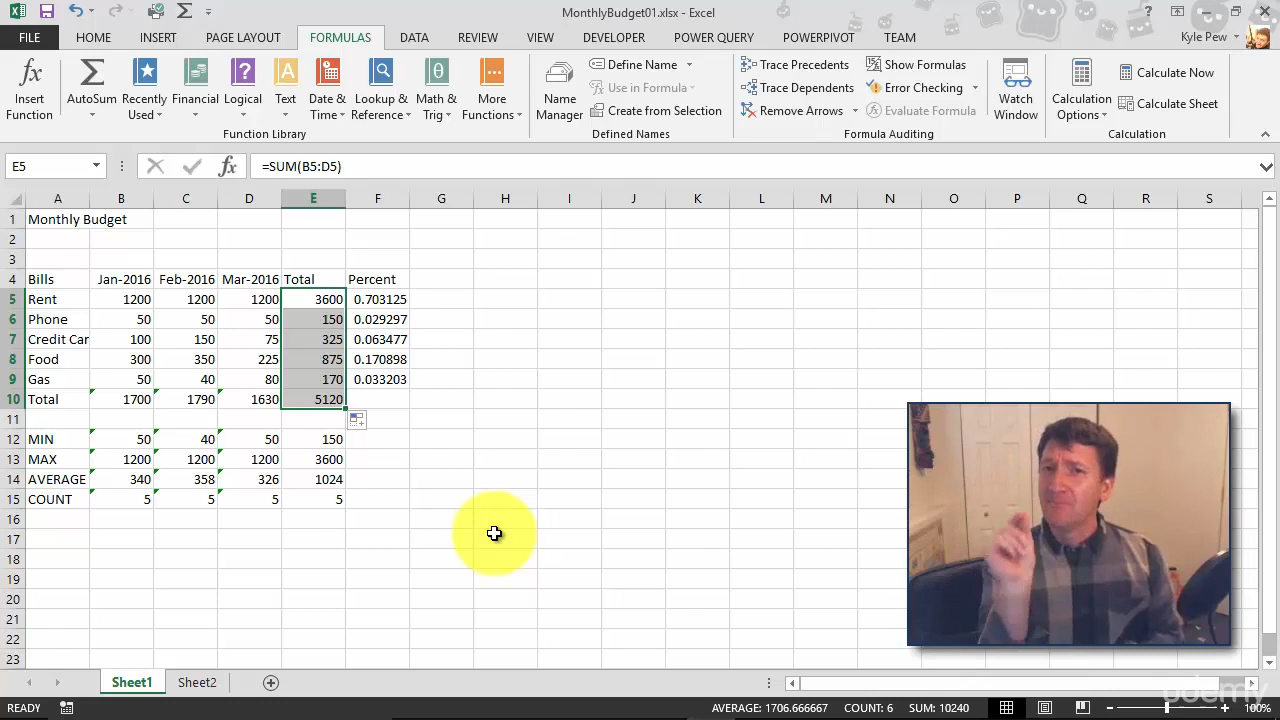 MonthlyBudget01.xlsx - Excel
FILE HOME INSERT PAGE LAYOUT FORMULAS DATA REVIEW VIEW DEVELOPER POWER QUERY POWERPIVOT TEAM Kyle Pew
Insert Function
AutoSum
Recently Used
Financial
Logical
Text
Date & Time
Lookup & Reference
Math & Trig
More Functions
Function Library
Name Manager
Define Name
Use in Formula
Create from Selection
Defined Names
Trace Precedents
Trace Dependents
Remove Arrows
Show Formulas
Error Checking
Evaluate Formula
Formula Auditing
Watch Window
Calculation Options
Calculate Now
Calculate Sheet
Calculation
E5 fx =SUM(B5:D5)
A B C D E F G H I J K L M N O P Q R S
1 Monthly Budget
2
3
4 Bills Jan-2016 Feb-2016 Mar-2016 Total Percent
5 Rent 1200 1200 1200 3600 0.703125
6 Phone 50 50 50 150 0.029297
7 Credit Car 100 150 75 325 0.063477
8 Food 300 350 225 875 0.170898
9 Gas 50 40 80 170 0.033203
10 Total 1700 1790 1630 5120
11
12 MIN 50 40 50 150
13 MAX 1200 1200 1200 3600
14 AVERAGE 340 358 326 1024
15 COUNT 5 5 5 5
16
17
18
19
20
21
22
23
Sheet1 Sheet2
udemy
READY AVERAGE: 1706.666667 COUNT: 6 SUM: 10240 100%